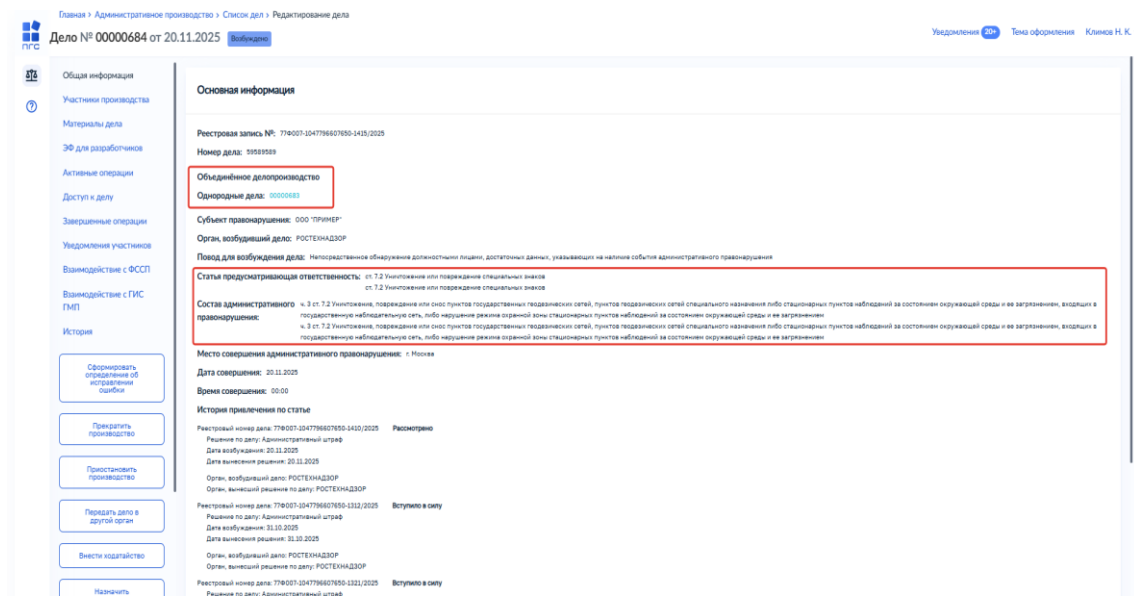 Главная > Административное производство > Список дел > Редактирование дела
пгс
Дело № 00000684 от 20.11.2025 Возбуждено
Уведомления 20+ Тема оформления Климов Н. К.
Общая информация
Участники производства
Материалы дела
ЭФ для разработчиков
Активные операции
Доступ к делу
Завершенные операции
Уведомления участников
Взаимодействие с ФССП
Взаимодействие с ГИС
ГМП
История
Сформировать
определение об
исправлении
ошибки
Прекратить
производство
Приостановить
производство
Передать дело в
другой орган
Внести ходатайство
Назначить
Основная информация
Реестровая запись №: 77Ф007-1047796607650-1415/2025
Номер дела: 59589589
Объединённое делопроизводство
Однородные дела: 00000683
Субъект правонарушения: ООО "ПРИМЕР"
Орган, возбудивший дело: РОСТЕХНАДЗОР
Повод для возбуждения дела: Непосредственное обнаружение должностными лицами, достаточных данных, указывающих на наличие события административного правонарушения
Статья предусматривающая ответственность: ст. 7.2 Уничтожение или повреждение специальных знаков
ст. 7.2 Уничтожение или повреждение специальных знаков
Состав административного правонарушения: ч. 3 ст. 7.2 Уничтожение, повреждение или снос пунктов государственных геодезических сетей, пунктов геодезических сетей специального назначения либо стационарных пунктов наблюдений за состоянием окружающей среды и ее загрязнением, входящих в
государственную наблюдательную сеть, либо нарушение режима охранной зоны стационарных пунктов наблюдений за состоянием окружающей среды и ее загрязнением
ч. 3 ст. 7.2 Уничтожение, повреждение или снос пунктов государственных геодезических сетей, пунктов геодезических сетей специального назначения либо стационарных пунктов наблюдений за состоянием окружающей среды и ее загрязнением, входящих в
государственную наблюдательную сеть, либо нарушение режима охранной зоны стационарных пунктов наблюдений за состоянием окружающей среды и ее загрязнением
Место совершения административного правонарушения: г. Москва
Дата совершения: 20.11.2025
Время совершения: 00:00
История привлечения по статье
Реестровый номер дела: 77Ф007-1047796607650-1410/2025 Рассмотрено
Решение по делу: Административный штраф
Дата возбуждения: 20.11.2025
Дата вынесения решения: 20.11.2025
Орган, возбудивший дело: РОСТЕХНАДЗОР
Орган, вынесший решение по делу: РОСТЕХНАДЗОР
Реестровый номер дела: 77Ф007-1047796607650-1312/2025 Вступило в силу
Решение по делу: Административный штраф
Дата возбуждения: 31.10.2025
Дата вынесения решения: 31.10.2025
Орган, возбудивший дело: РОСТЕХНАДЗОР
Орган, вынесший решение по делу: РОСТЕХНАДЗОР
Реестровый номер дела: 77Ф007-1047796607650-1321/2025 Вступило в силу
Решение по делу: Административный штраф